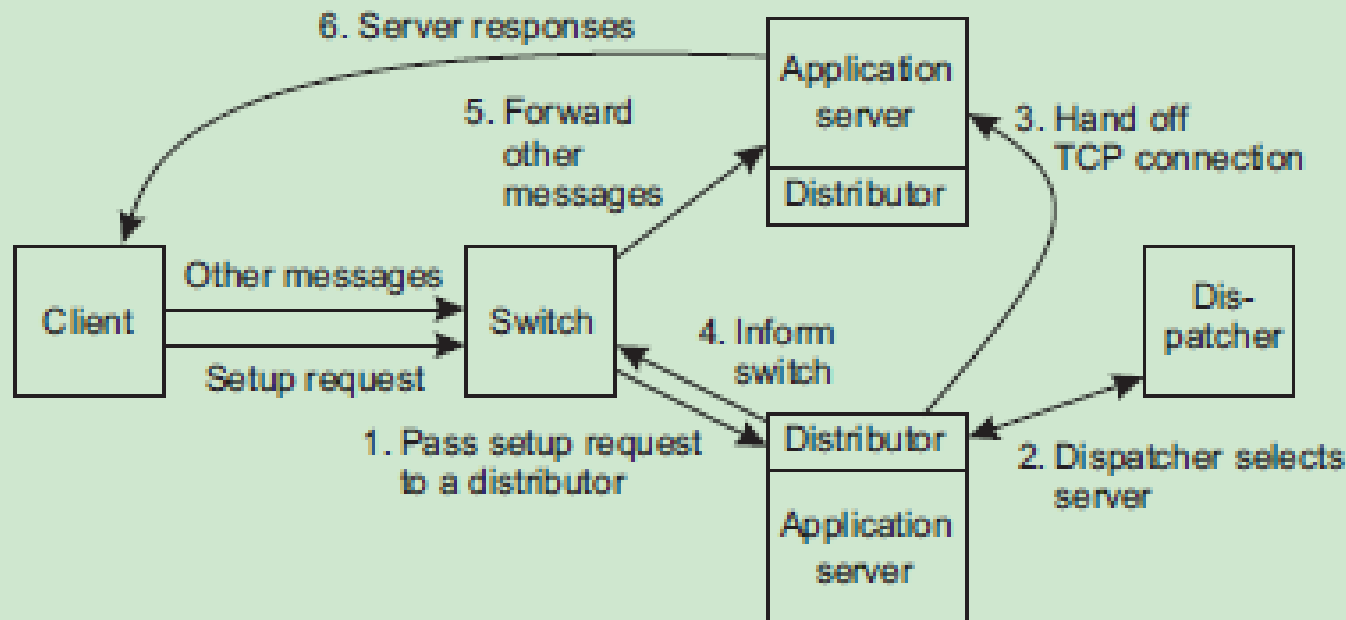 6. Server responses
Application
server
Distributor
5. Forward
other
messages
3. Hand off
TCP connection
Client
Other messages
Setup request
Switch
4. Inform
switch
Dis-
patcher
1. Pass setup request
to a distributor
Distributor
Application
server
2. Dispatcher selects
server